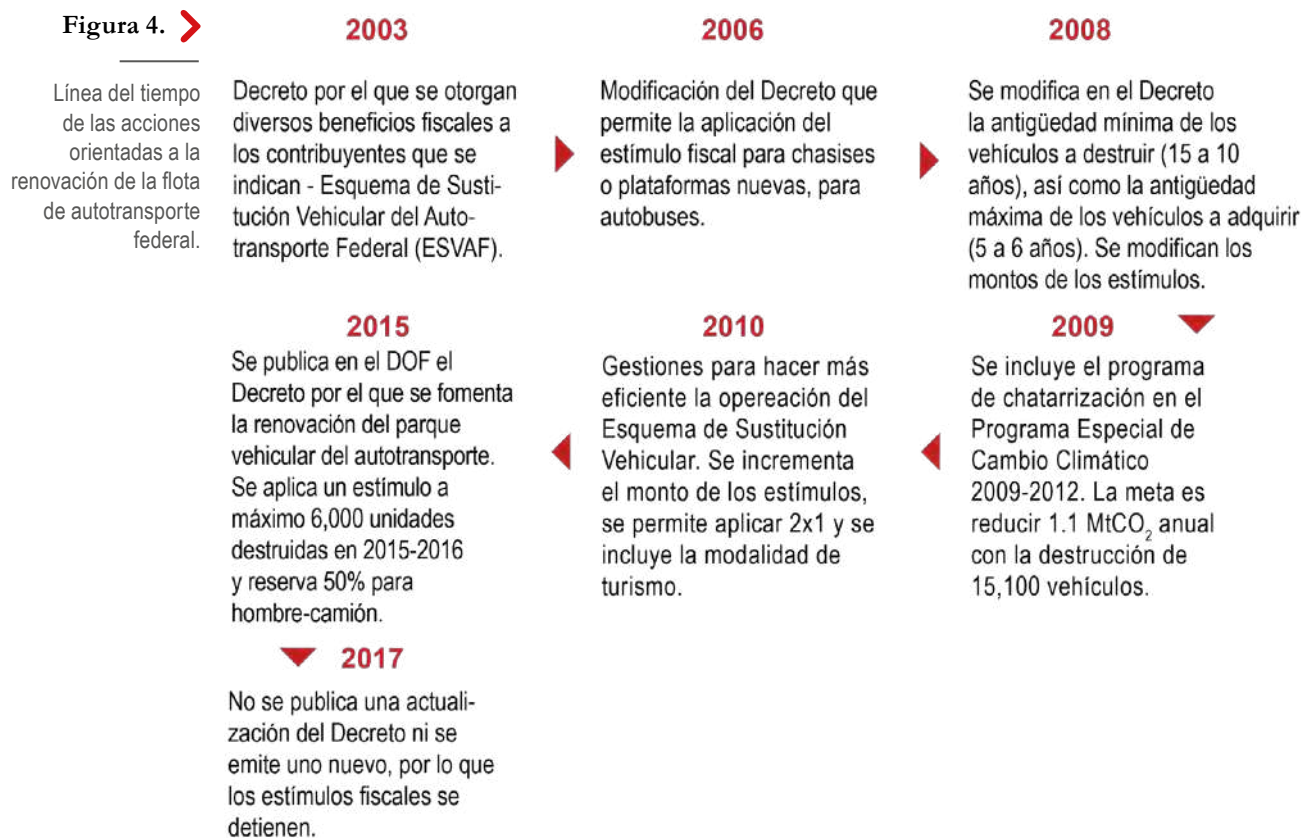 Figura 4.
Línea del tiempo
de las acciones
orientadas a la
renovación de la flota
de autotransporte
federal.
2003
Decreto por el que se otorgan
diversos beneficios fiscales a
los contribuyentes que se
indican - Esquema de Susti-
tución Vehicular del Auto-
transporte Federal (ESVAF).
2006
Modificación del Decreto que
permite la aplicación del
estímulo fiscal para chasises
o plataformas nuevas, para
autobuses.
2008
Se modifica en el Decreto
la antigüedad mínima de los
vehículos a destruir (15 a 10
años), así como la antigüedad
máxima de los vehículos a adquirir
(5 a 6 años). Se modifican los
montos de los estímulos.
2009
Se incluye el programa
de chatarrización en el
Programa Especial de
Cambio Climático
2009-2012. La meta es
reducir 1.1 MtCO₂ anual
con la destrucción de
15,100 vehículos.
2010
Gestiones para hacer más
eficiente la opereación del
Esquema de Sustitución
Vehicular. Se incrementa
el monto de los estímulos,
se permite aplicar 2x1 y se
incluye la modalidad de
turismo.
2015
Se publica en el DOF el
Decreto por el que se fomenta
la renovación del parque
vehicular del autotransporte.
Se aplica un estímulo a
máximo 6,000 unidades
destruidas en 2015-2016
y reserva 50% para
hombre-camión.
2017
No se publica una actuali-
zación del Decreto ni se
emite uno nuevo, por lo que
los estímulos fiscales se
detienen.